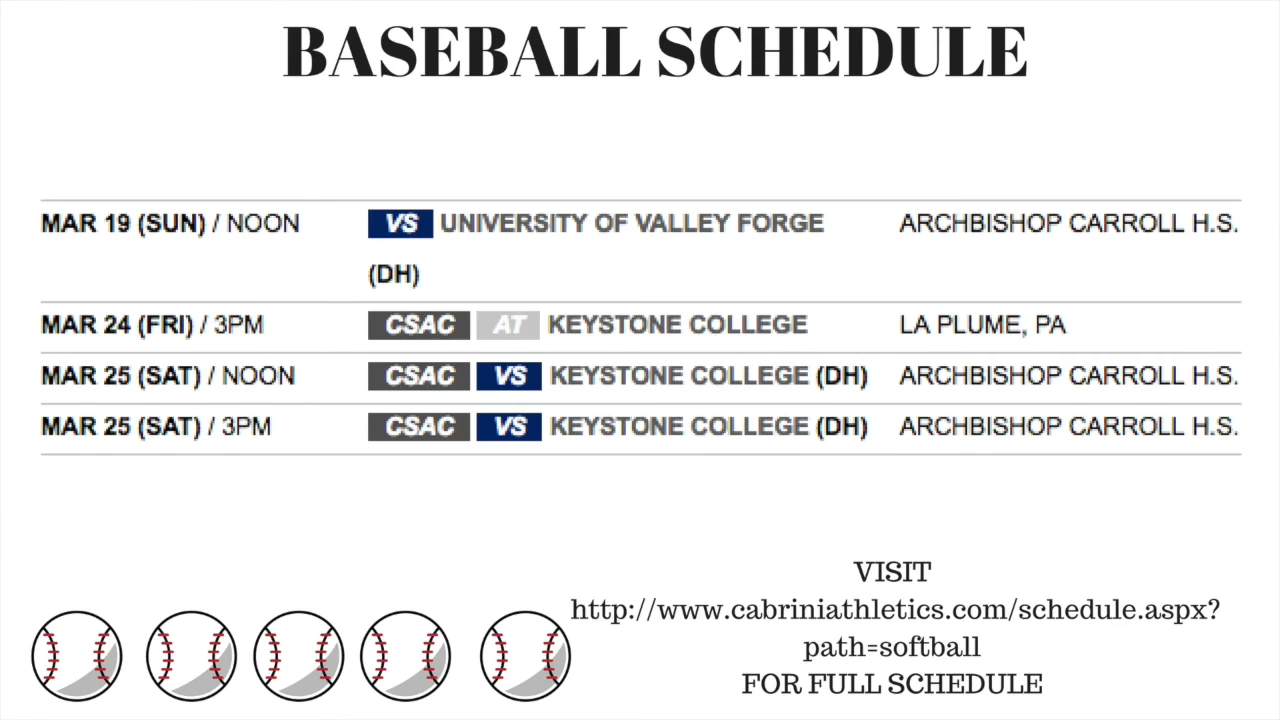 BASEBALL SCHEDULE
MAR 19 (SUN) / NOON VS UNIVERSITY OF VALLEY FORGE ARCHBISHOP CARROLL H.S.
(DH)
MAR 24 (FRI) / 3PM CSAC AT KEYSTONE COLLEGE LA PLUME, PA
MAR 25 (SAT) / NOON CSAC VS KEYSTONE COLLEGE (DH) ARCHBISHOP CARROLL H.S.
MAR 25 (SAT) / 3PM CSAC VS KEYSTONE COLLEGE (DH) ARCHBISHOP CARROLL H.S.
VISIT
http://www.cabriniathletics.com/schedule.aspx?
path=softball
FOR FULL SCHEDULE